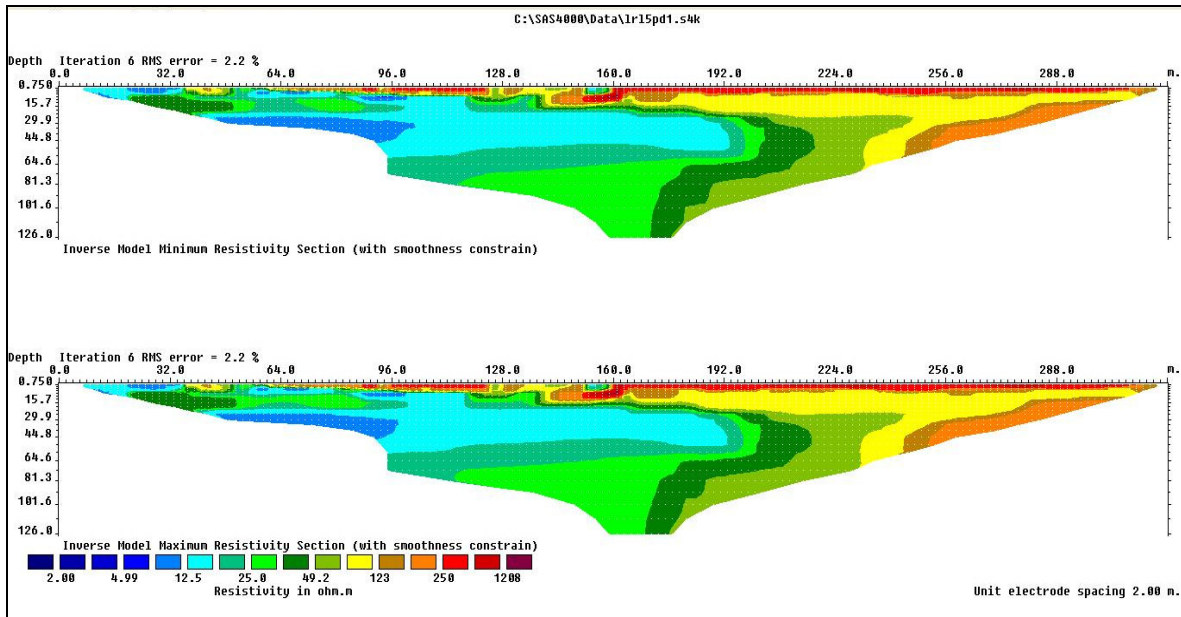 C:\SAS4000\Data\lrl5pd1.s4k
Depth Iteration 6 RMS error = 2.2 %
0.0 32.0 64.0 96.0 128.0 160.0 192.0 224.0 256.0 288.0 m.
0.750
15.7
29.9
44.8
64.6
81.3
101.6
126.0
Inverse Model Minimum Resistivity Section (with smoothness constrain)
Depth Iteration 6 RMS error = 2.2 %
0.0 32.0 64.0 96.0 128.0 160.0 192.0 224.0 256.0 288.0 m.
0.750
15.7
29.9
44.8
64.6
81.3
101.6
126.0
Inverse Model Maximum Resistivity Section (with smoothness constrain)
2.00 4.99 12.5 25.0 49.2 123 250 1208
Resistivity in ohm.m
Unit electrode spacing 2.00 m.